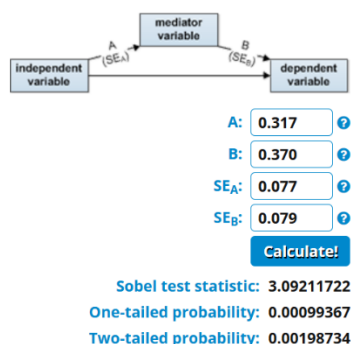 mediator
variable
A
(SEA)
B
(SEB)
independent
variable
dependent
variable
A: 0.317 ?
B: 0.370 ?
SEA: 0.077 ?
SEB: 0.079 ?
Calculate!
Sobel test statistic: 3.09211722
One-tailed probability: 0.00099367
Two-tailed probability: 0.00198734